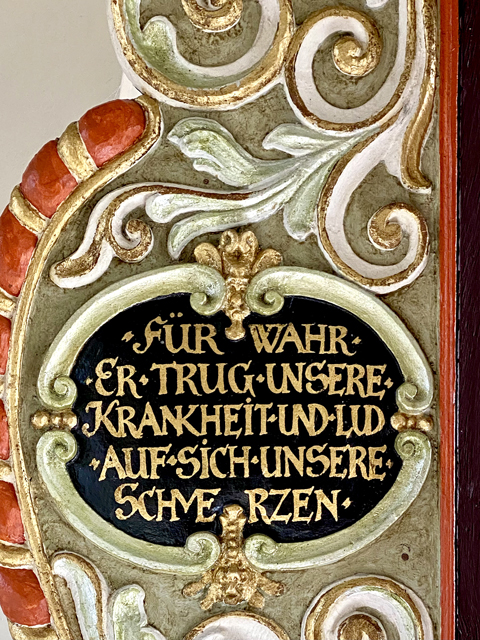 ·FÜR WAHR·
·ER·TRUG·UNSERE·
KRANKHEIT·UND·LUD
·AUF·SICH·UNSERE·
SCHMERZEN·